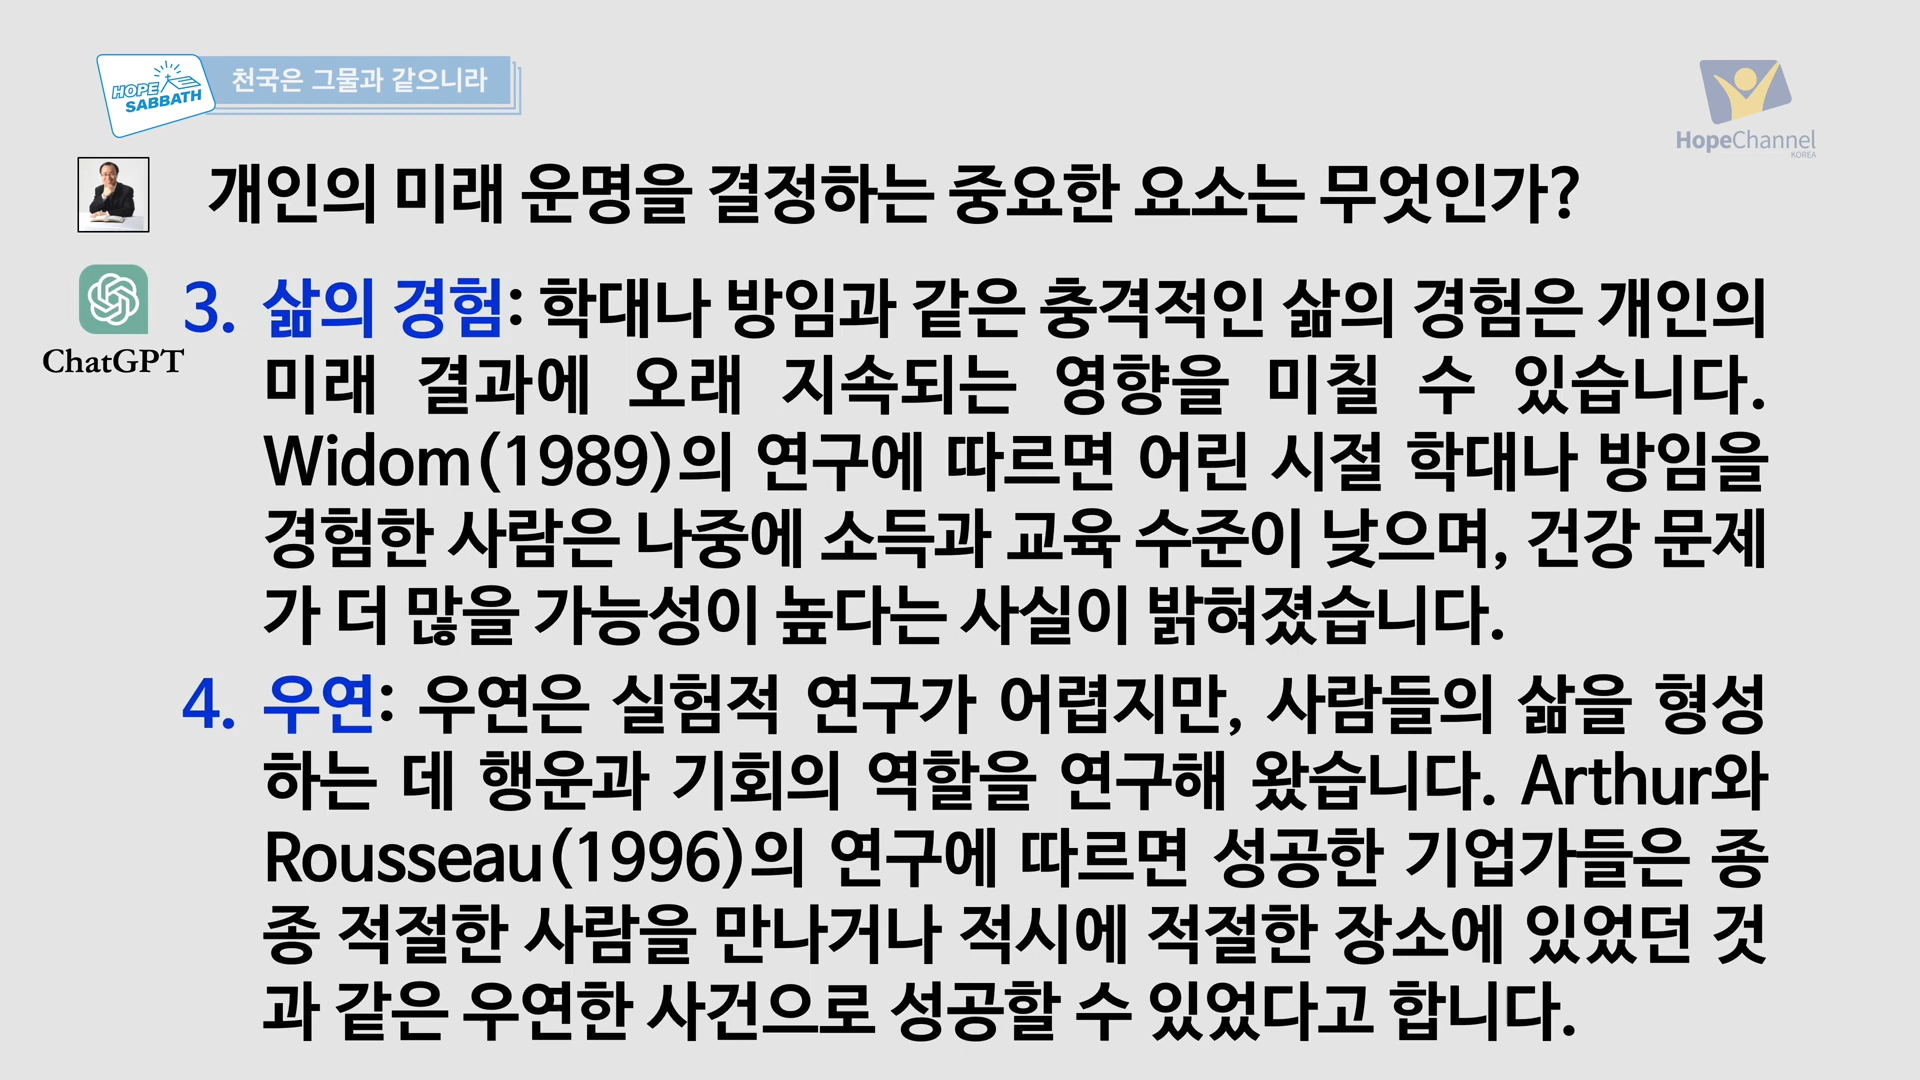 HOPE
SABBATH
천국은 그물과 같으니라
HopeChannel
KOREA
개인의 미래 운명을 결정하는 중요한 요소는 무엇인가?
ChatGPT
3. 삶의 경험: 학대나 방임과 같은 충격적인 삶의 경험은 개인의
미래 결과에 오래 지속되는 영향을 미칠 수 있습니다.
Widom(1989)의 연구에 따르면 어린 시절 학대나 방임을
경험한 사람은 나중에 소득과 교육 수준이 낮으며, 건강 문제
가 더 많을 가능성이 높다는 사실이 밝혀졌습니다.
4. 우연: 우연은 실험적 연구가 어렵지만, 사람들의 삶을 형성
하는 데 행운과 기회의 역할을 연구해 왔습니다. Arthur와
Rousseau(1996)의 연구에 따르면 성공한 기업가들은 종
종 적절한 사람을 만나거나 적시에 적절한 장소에 있었던 것
과 같은 우연한 사건으로 성공할 수 있었다고 합니다.